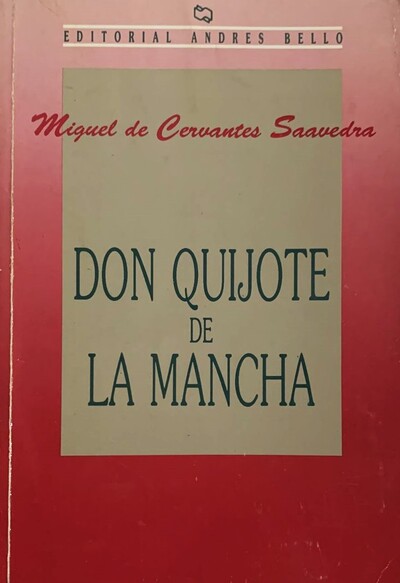 EDITORIAL ANDRES BELLO
Miguel de Cervantes Saavedra
DON QUIJOTE
DE
LA MANCHA